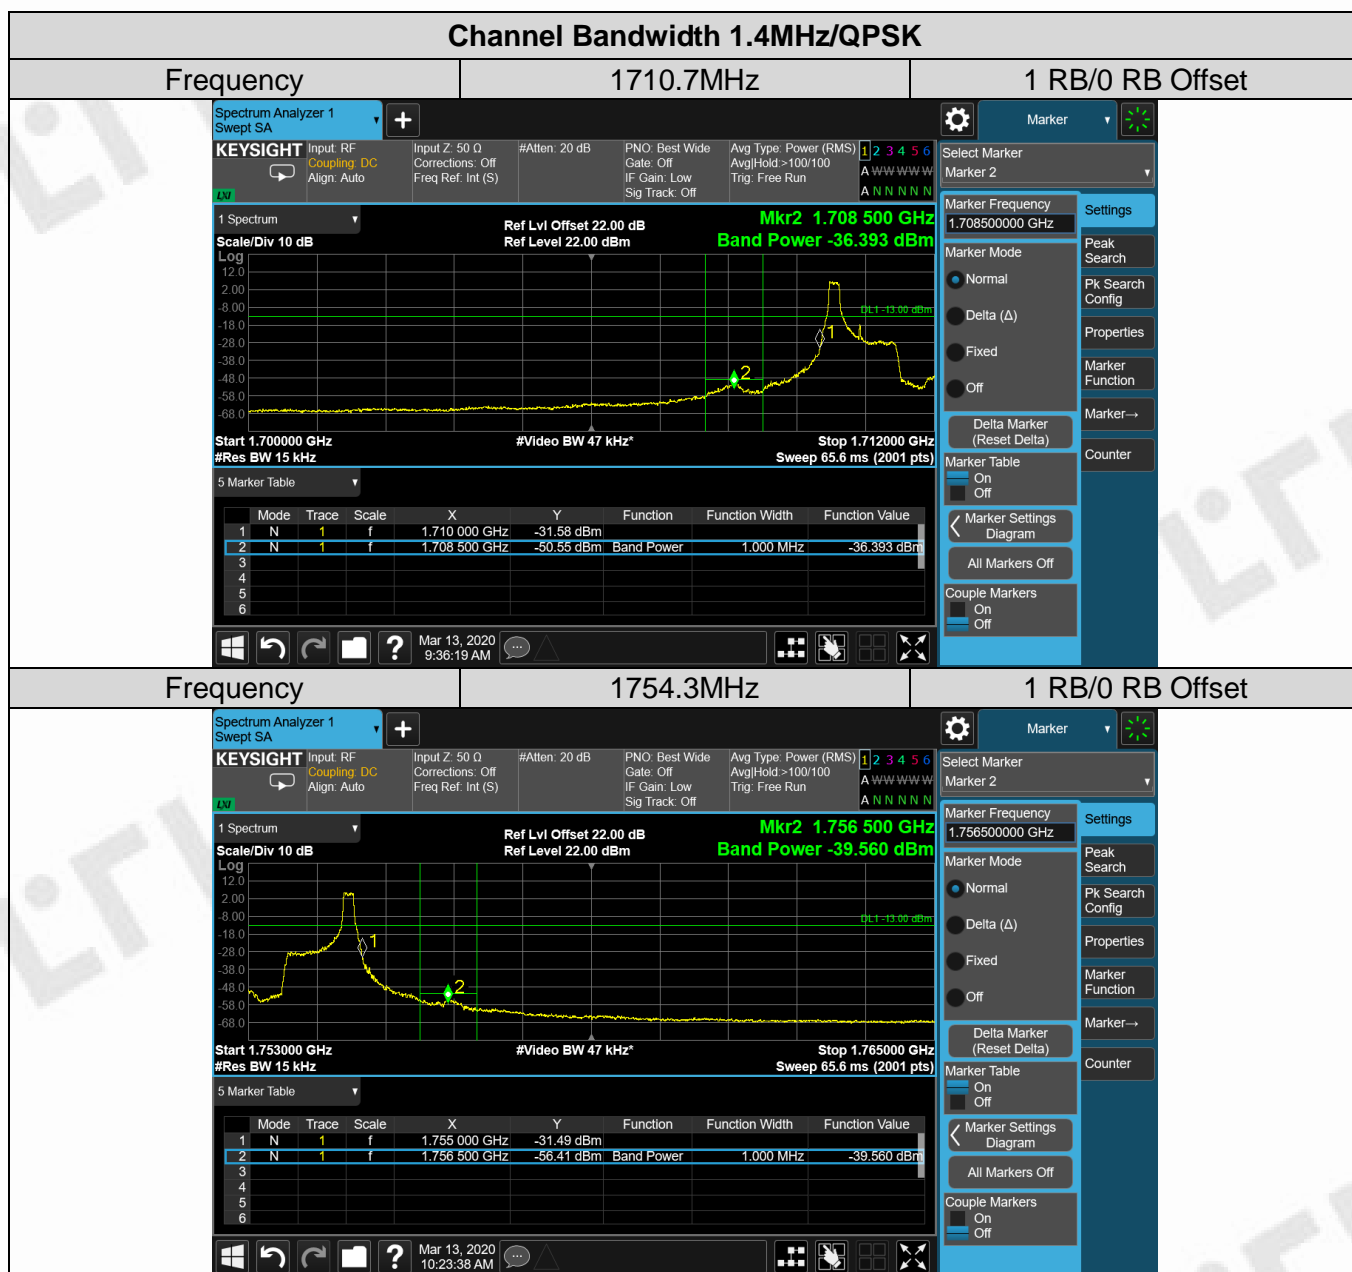 Channel Bandwidth 1.4MHz/QPSK
Frequency 1710.7MHz 1 RB/0 RB Offset
Spectrum Analyzer 1
Swept SA
Marker
KEYSIGHT Input: RF Input Z: 50 Ω #Atten: 20 dB PNO: Best Wide Avg Type: Power (RMS) 1 2 3 4 5 6
Coupling: DC Corrections: Off Gate: Off Avg|Hold:>100/100 A W W W W W
Align: Auto Freq Ref: Int (S) IF Gain: Low Trig: Free Run
LXI Sig Track: Off A N N N N N
Select Marker
Marker 2
1 Spectrum Ref Lvl Offset 22.00 dB Mkr2 1.708 500 GHz
Scale/Div 10 dB Ref Level 22.00 dBm Band Power -36.393 dBm
Log
12.0
2.00
-8.00
-18.0
-28.0
-38.0
-48.0
-58.0
-68.0
DL1 -13.00 dBm
1
2
Start 1.700000 GHz #Video BW 47 kHz* Stop 1.712000 GHz
#Res BW 15 kHz Sweep 65.6 ms (2001 pts)
5 Marker Table
Mode Trace Scale X Y Function Function Width Function Value
1 N 1 f 1.710 000 GHz -31.58 dBm
2 N 1 f 1.708 500 GHz -50.55 dBm Band Power 1.000 MHz -36.393 dBm
3
4
5
6
Mar 13, 2020
9:36:19 AM
Marker Frequency
1.708500000 GHz
Marker Mode
Normal
Delta (Δ)
Fixed
Off
Delta Marker
(Reset Delta)
Marker Table
On
Off
Marker Settings
Diagram
All Markers Off
Couple Markers
On
Off
Settings
Peak
Search
Pk Search
Config
Properties
Marker
Function
Marker→
Counter
Frequency 1754.3MHz 1 RB/0 RB Offset
Spectrum Analyzer 1
Swept SA
Marker
KEYSIGHT Input: RF Input Z: 50 Ω #Atten: 20 dB PNO: Best Wide Avg Type: Power (RMS) 1 2 3 4 5 6
Coupling: DC Corrections: Off Gate: Off Avg|Hold:>100/100 A W W W W W
Align: Auto Freq Ref: Int (S) IF Gain: Low Trig: Free Run
LXI Sig Track: Off A N N N N N
Select Marker
Marker 2
1 Spectrum Ref Lvl Offset 22.00 dB Mkr2 1.756 500 GHz
Scale/Div 10 dB Ref Level 22.00 dBm Band Power -39.560 dBm
Log
12.0
2.00
-8.00
-18.0
-28.0
-38.0
-48.0
-58.0
-68.0
DL1 -13.00 dBm
1
2
Start 1.753000 GHz #Video BW 47 kHz* Stop 1.765000 GHz
#Res BW 15 kHz Sweep 65.6 ms (2001 pts)
5 Marker Table
Mode Trace Scale X Y Function Function Width Function Value
1 N 1 f 1.755 000 GHz -31.49 dBm
2 N 1 f 1.756 500 GHz -56.41 dBm Band Power 1.000 MHz -39.560 dBm
3
4
5
6
Mar 13, 2020
10:23:38 AM
Marker Frequency
1.756500000 GHz
Marker Mode
Normal
Delta (Δ)
Fixed
Off
Delta Marker
(Reset Delta)
Marker Table
On
Off
Marker Settings
Diagram
All Markers Off
Couple Markers
On
Off
Settings
Peak
Search
Pk Search
Config
Properties
Marker
Function
Marker→
Counter